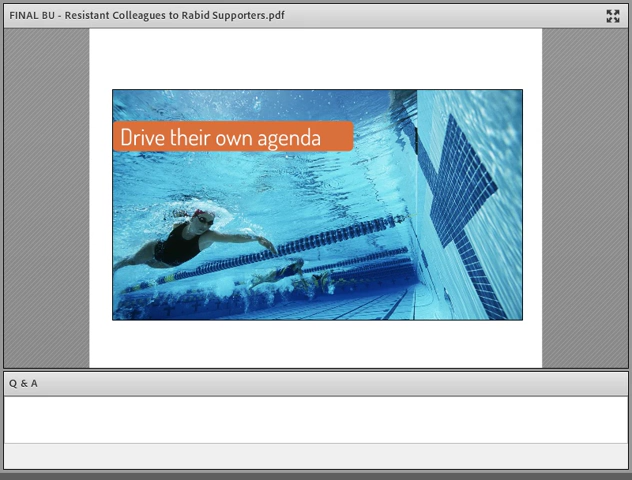 FINAL BU - Resistant Colleagues to Rabid Supporters.pdf
Drive their own agenda
Q & A